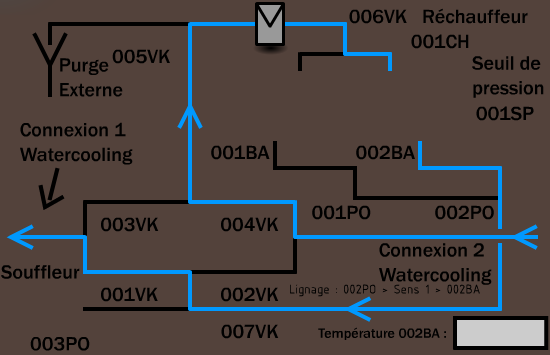 006VK Réchauffeur
001CH
005VK
Purge
Externe
Seuil de
pression
001SP
Connexion 1
Watercooling
001BA
002BA
003VK
004VK
001PO
002PO
Connexion 2
Watercooling
Souffleur
001VK
002VK
Lignage : 002PO > Sens 1 > 002BA
007VK
Température 002BA :
003PO